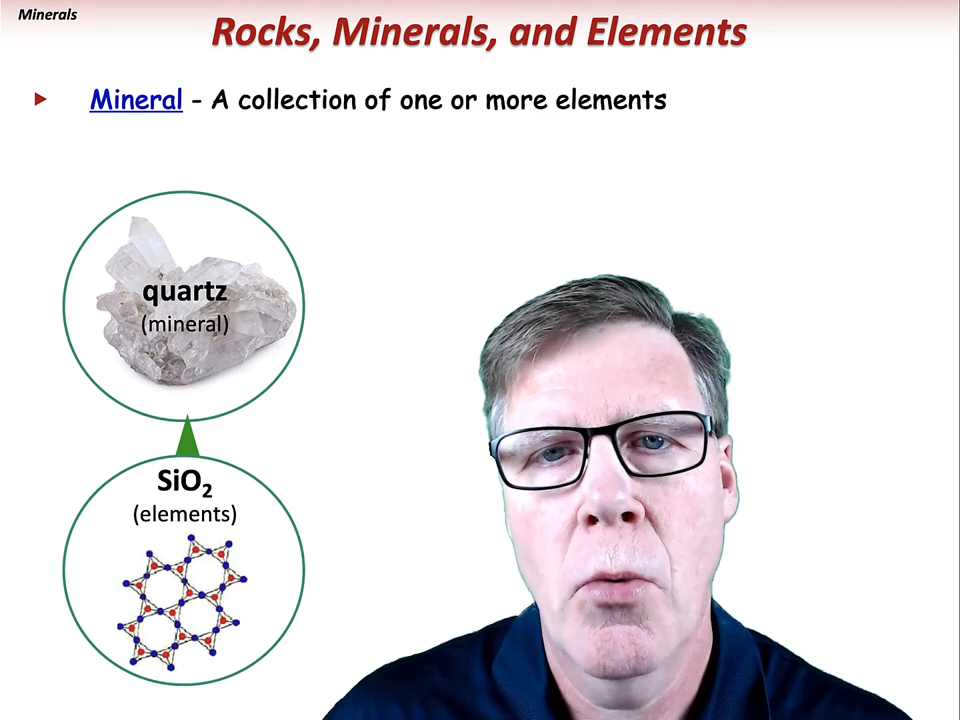 Minerals
Rocks, Minerals, and Elements
Mineral - A collection of one or more elements
quartz
(mineral)
SiO₂
(elements)